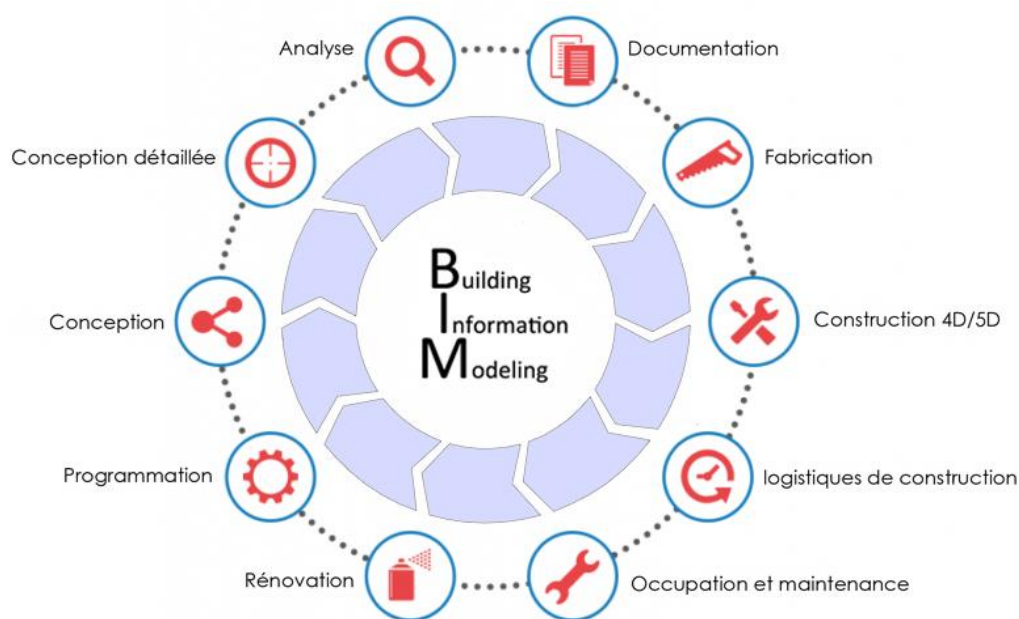 Analyse
Documentation
Conception détaillée
Fabrication
Building
Information
Modeling
Conception
Construction 4D/5D
Programmation
logistiques de construction
Rénovation
Occupation et maintenance